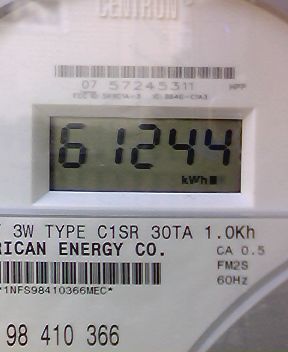 CENTRON®
07 57245311 HPP
61244
kWh
3W TYPE C1SR 30TA 1.0Kh
RICAN ENERGY CO. CA 0.5
FM2S
*1NFS98410366MEC* 60Hz
98 410 366